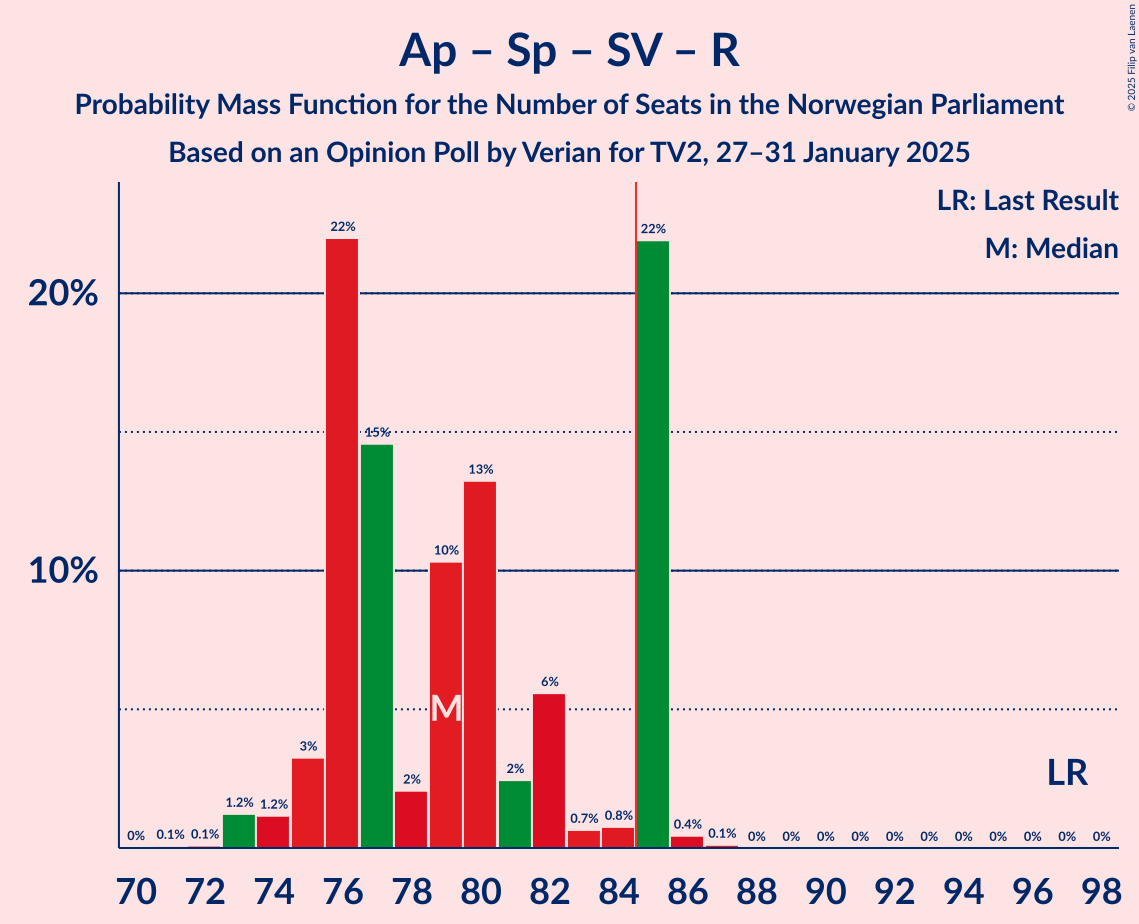 Ap – Sp – SV – R
Probability Mass Function for the Number of Seats in the Norwegian Parliament
Based on an Opinion Poll by Verian for TV2, 27–31 January 2025
© 2025 Filip van Laenen
LR: Last Result
M: Median
20%
10%
0% 0.1% 0.1% 1.2% 1.2% 3% 22% 15% 2% 10% 13% 2% 6% 0.7% 0.8% 22% 0.4% 0.1% 0% 0% 0% 0% 0% 0% 0% 0% 0% 0% 0%
M
LR
70 72 74 76 78 80 82 84 86 88 90 92 94 96 98